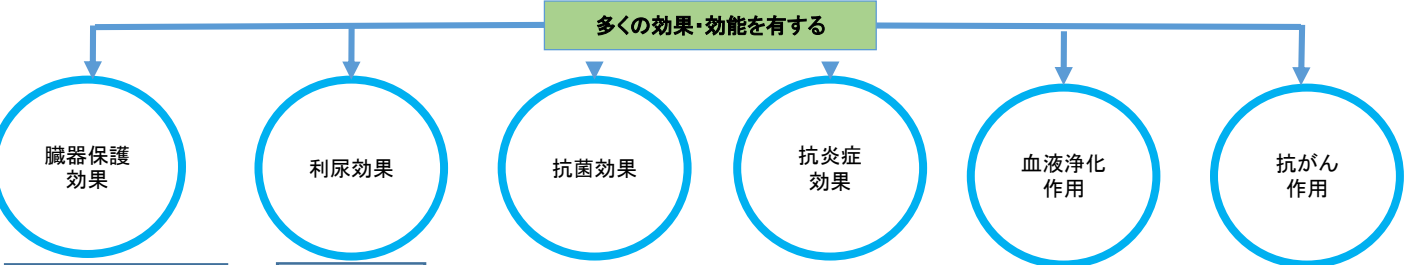 多くの効果・効能を有する
臓器保護
効果
利尿効果
抗菌効果
抗炎症
効果
血液浄化
作用
抗がん
作用